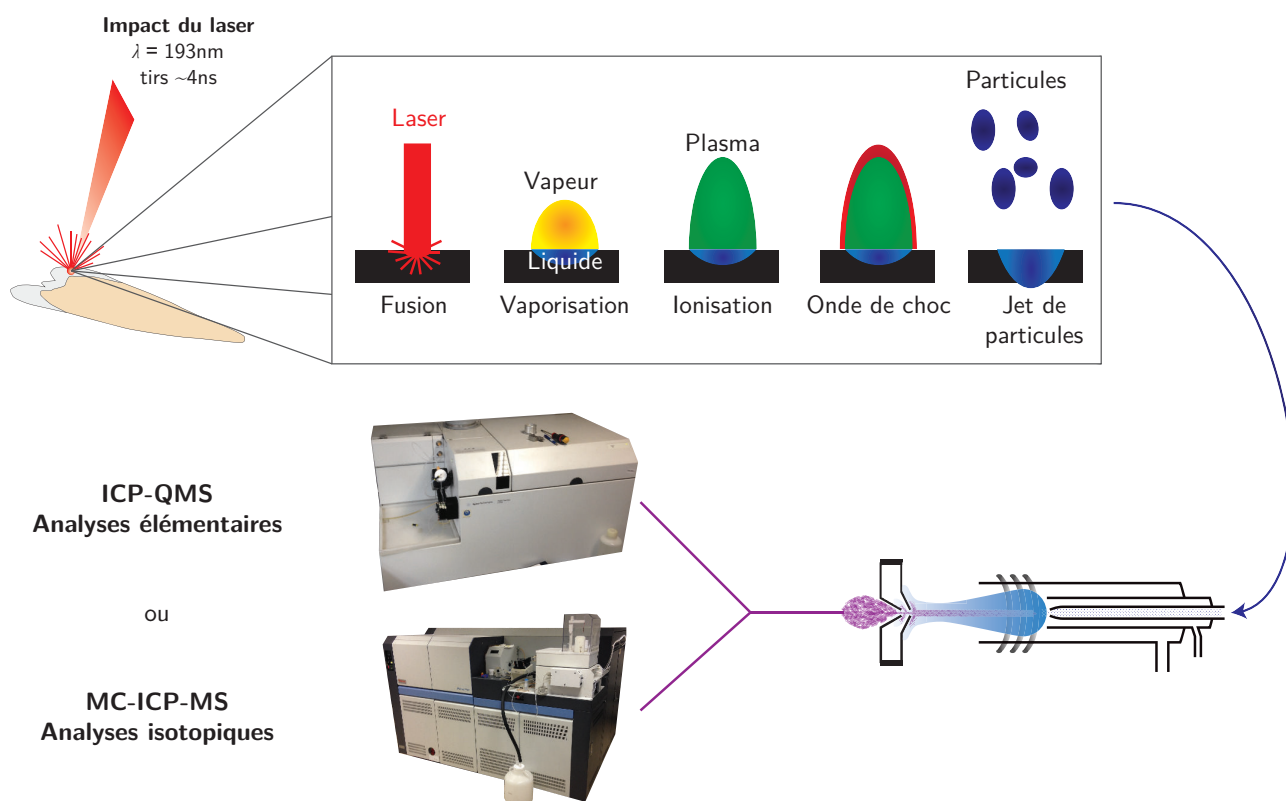 Impact du laser
λ = 193nm
tirs ~4ns
Particules
Laser
Plasma
Vapeur
Liquide
Fusion
Vaporisation
Ionisation
Onde de choc
Jet de
particules
ICP-QMS
Analyses élémentaires
ou
MC-ICP-MS
Analyses isotopiques